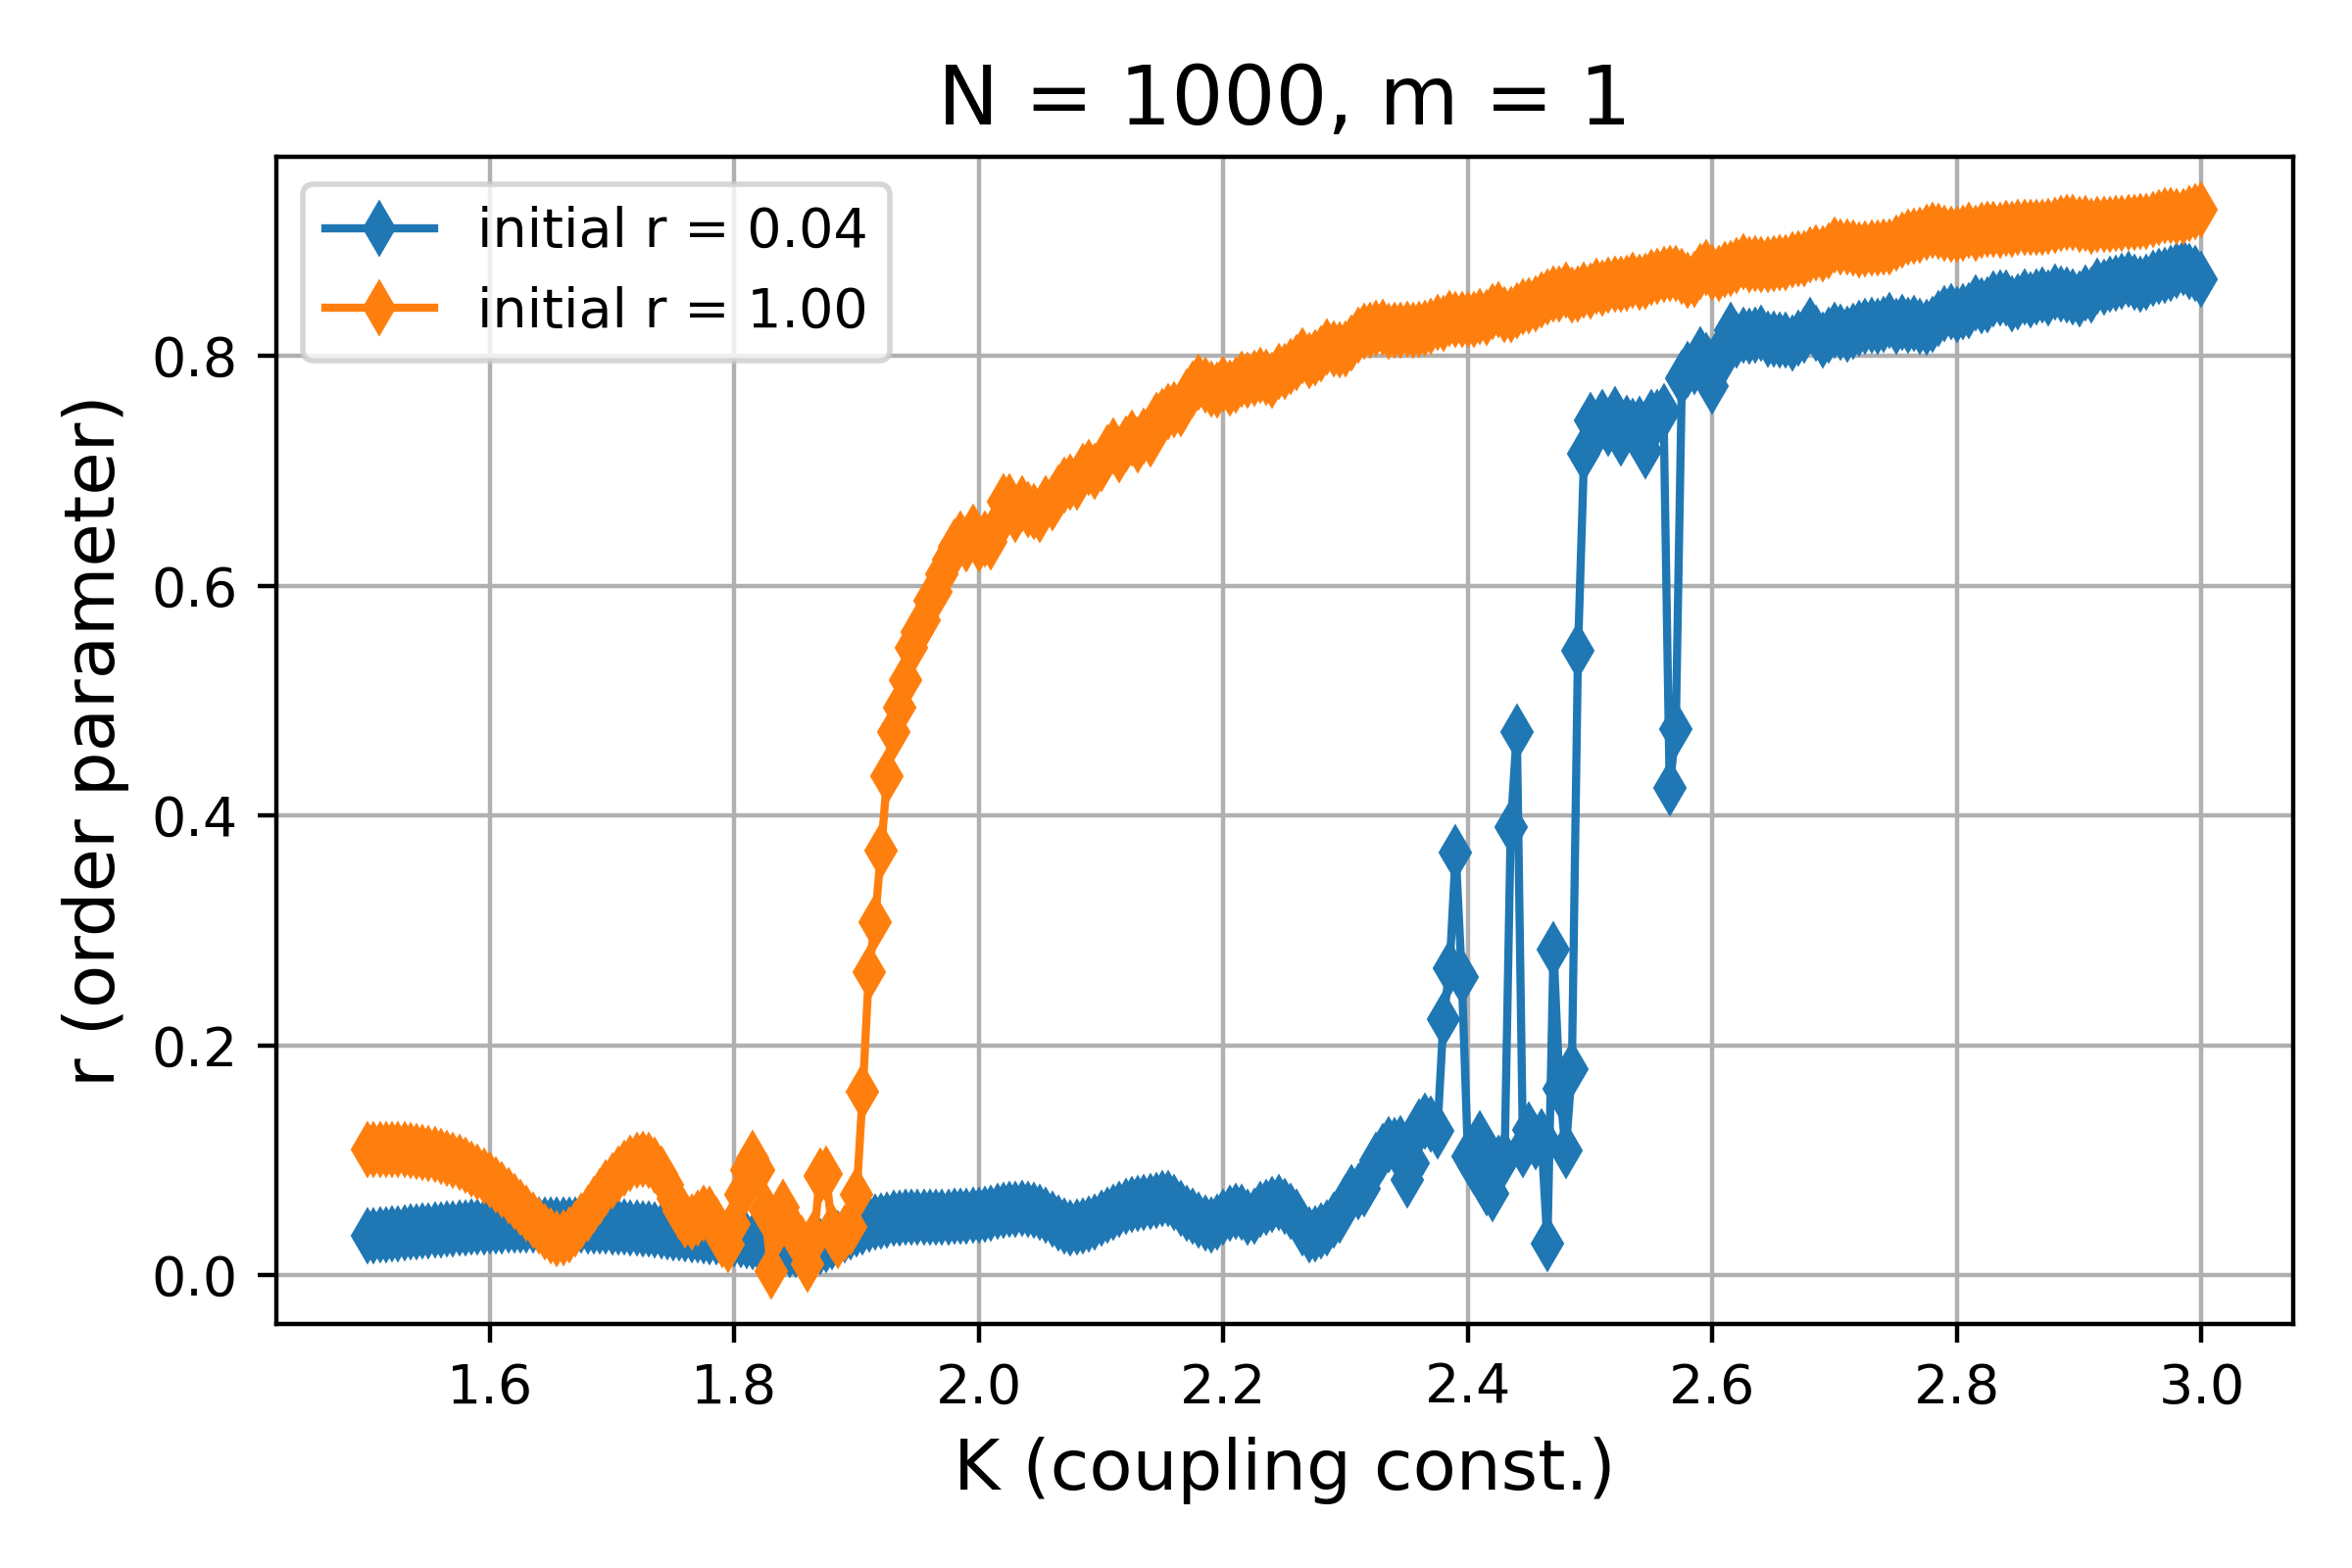 N = 1000, m = 1
initial r = 0.04
initial r = 1.00
r (order parameter)
0.8
0.6
0.4
0.2
0.0
1.6 1.8 2.0 2.2 2.4 2.6 2.8 3.0
K (coupling const.)